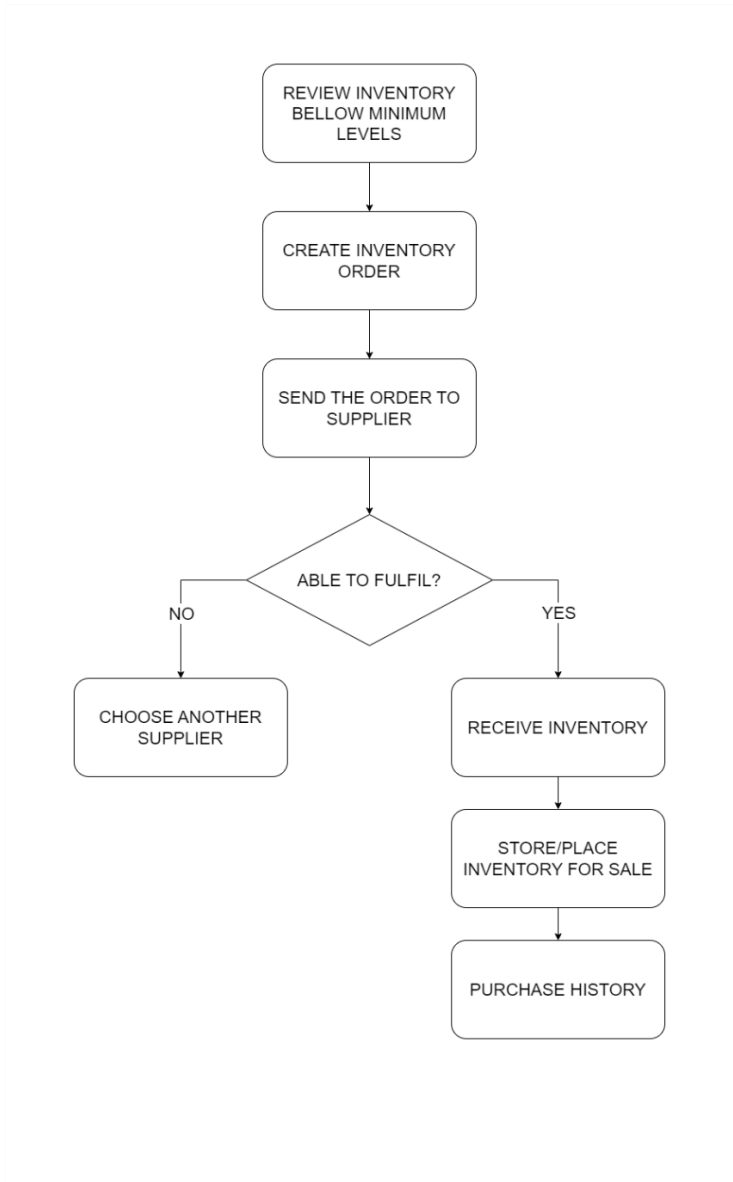 REVIEW INVENTORY
BELLOW MINIMUM
LEVELS
CREATE INVENTORY
ORDER
SEND THE ORDER TO
SUPPLIER
ABLE TO FULFIL?
NO
YES
CHOOSE ANOTHER
SUPPLIER
RECEIVE INVENTORY
STORE/PLACE
INVENTORY FOR SALE
PURCHASE HISTORY